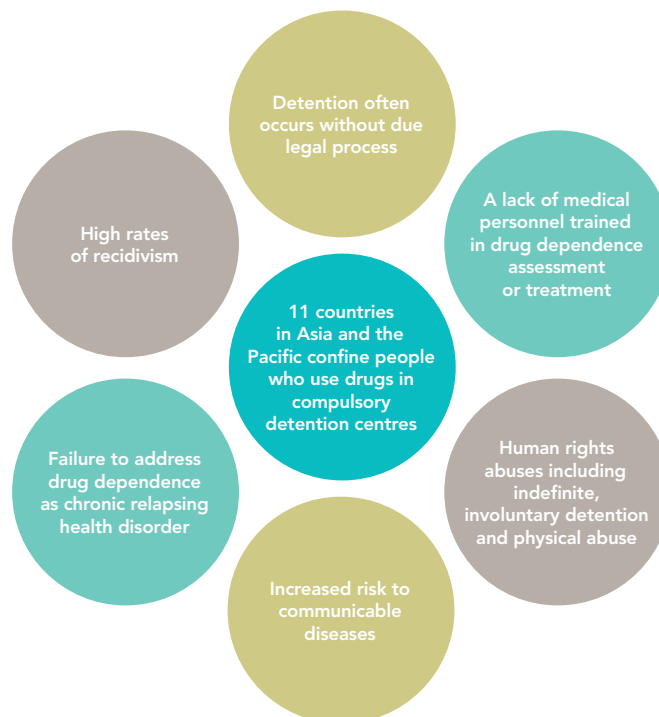 Detention often
occurs without due
legal process
A lack of medical
personnel trained
in drug dependence
assessment
or treatment
High rates
of recidivism
11 countries
in Asia and the
Pacific confine people
who use drugs in
compulsory
detention centres
Human rights
abuses including
indefinite,
involuntary detention
and physical abuse
Failure to address
drug dependence
as chronic relapsing
health disorder
Increased risk to
communicable
diseases